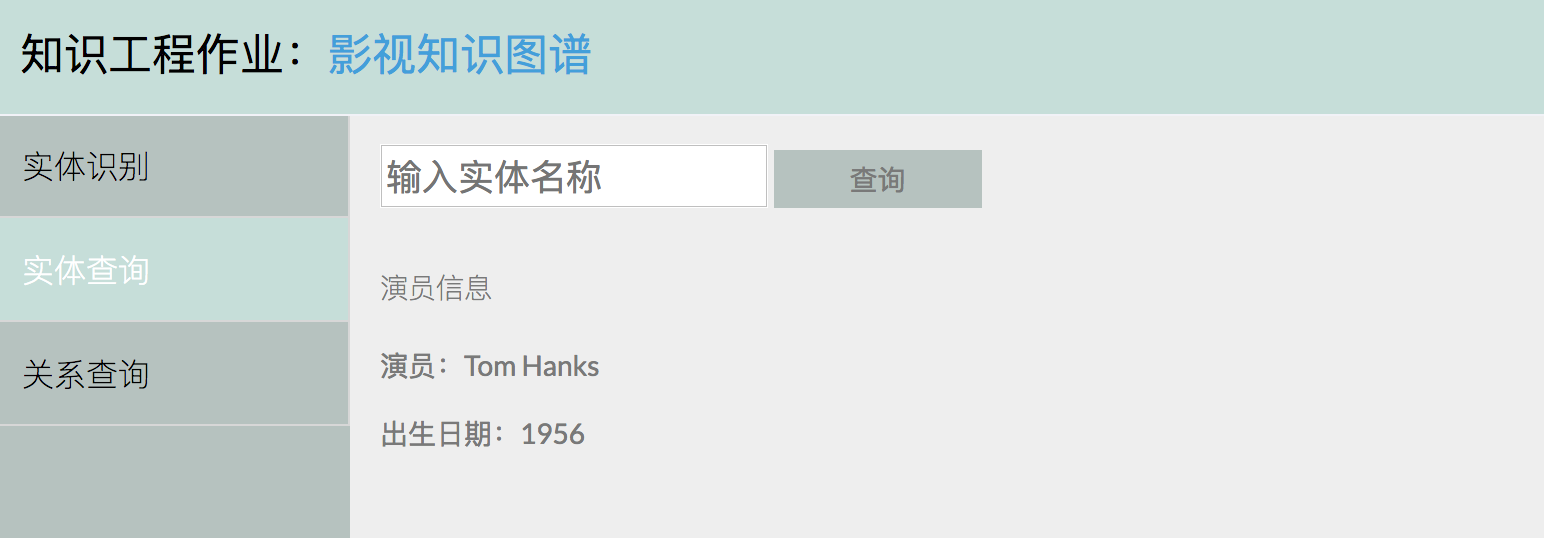 知识工程作业：影视知识图谱
实体识别
实体查询
关系查询
输入实体名称 查询
演员信息
演员：Tom Hanks
出生日期：1956